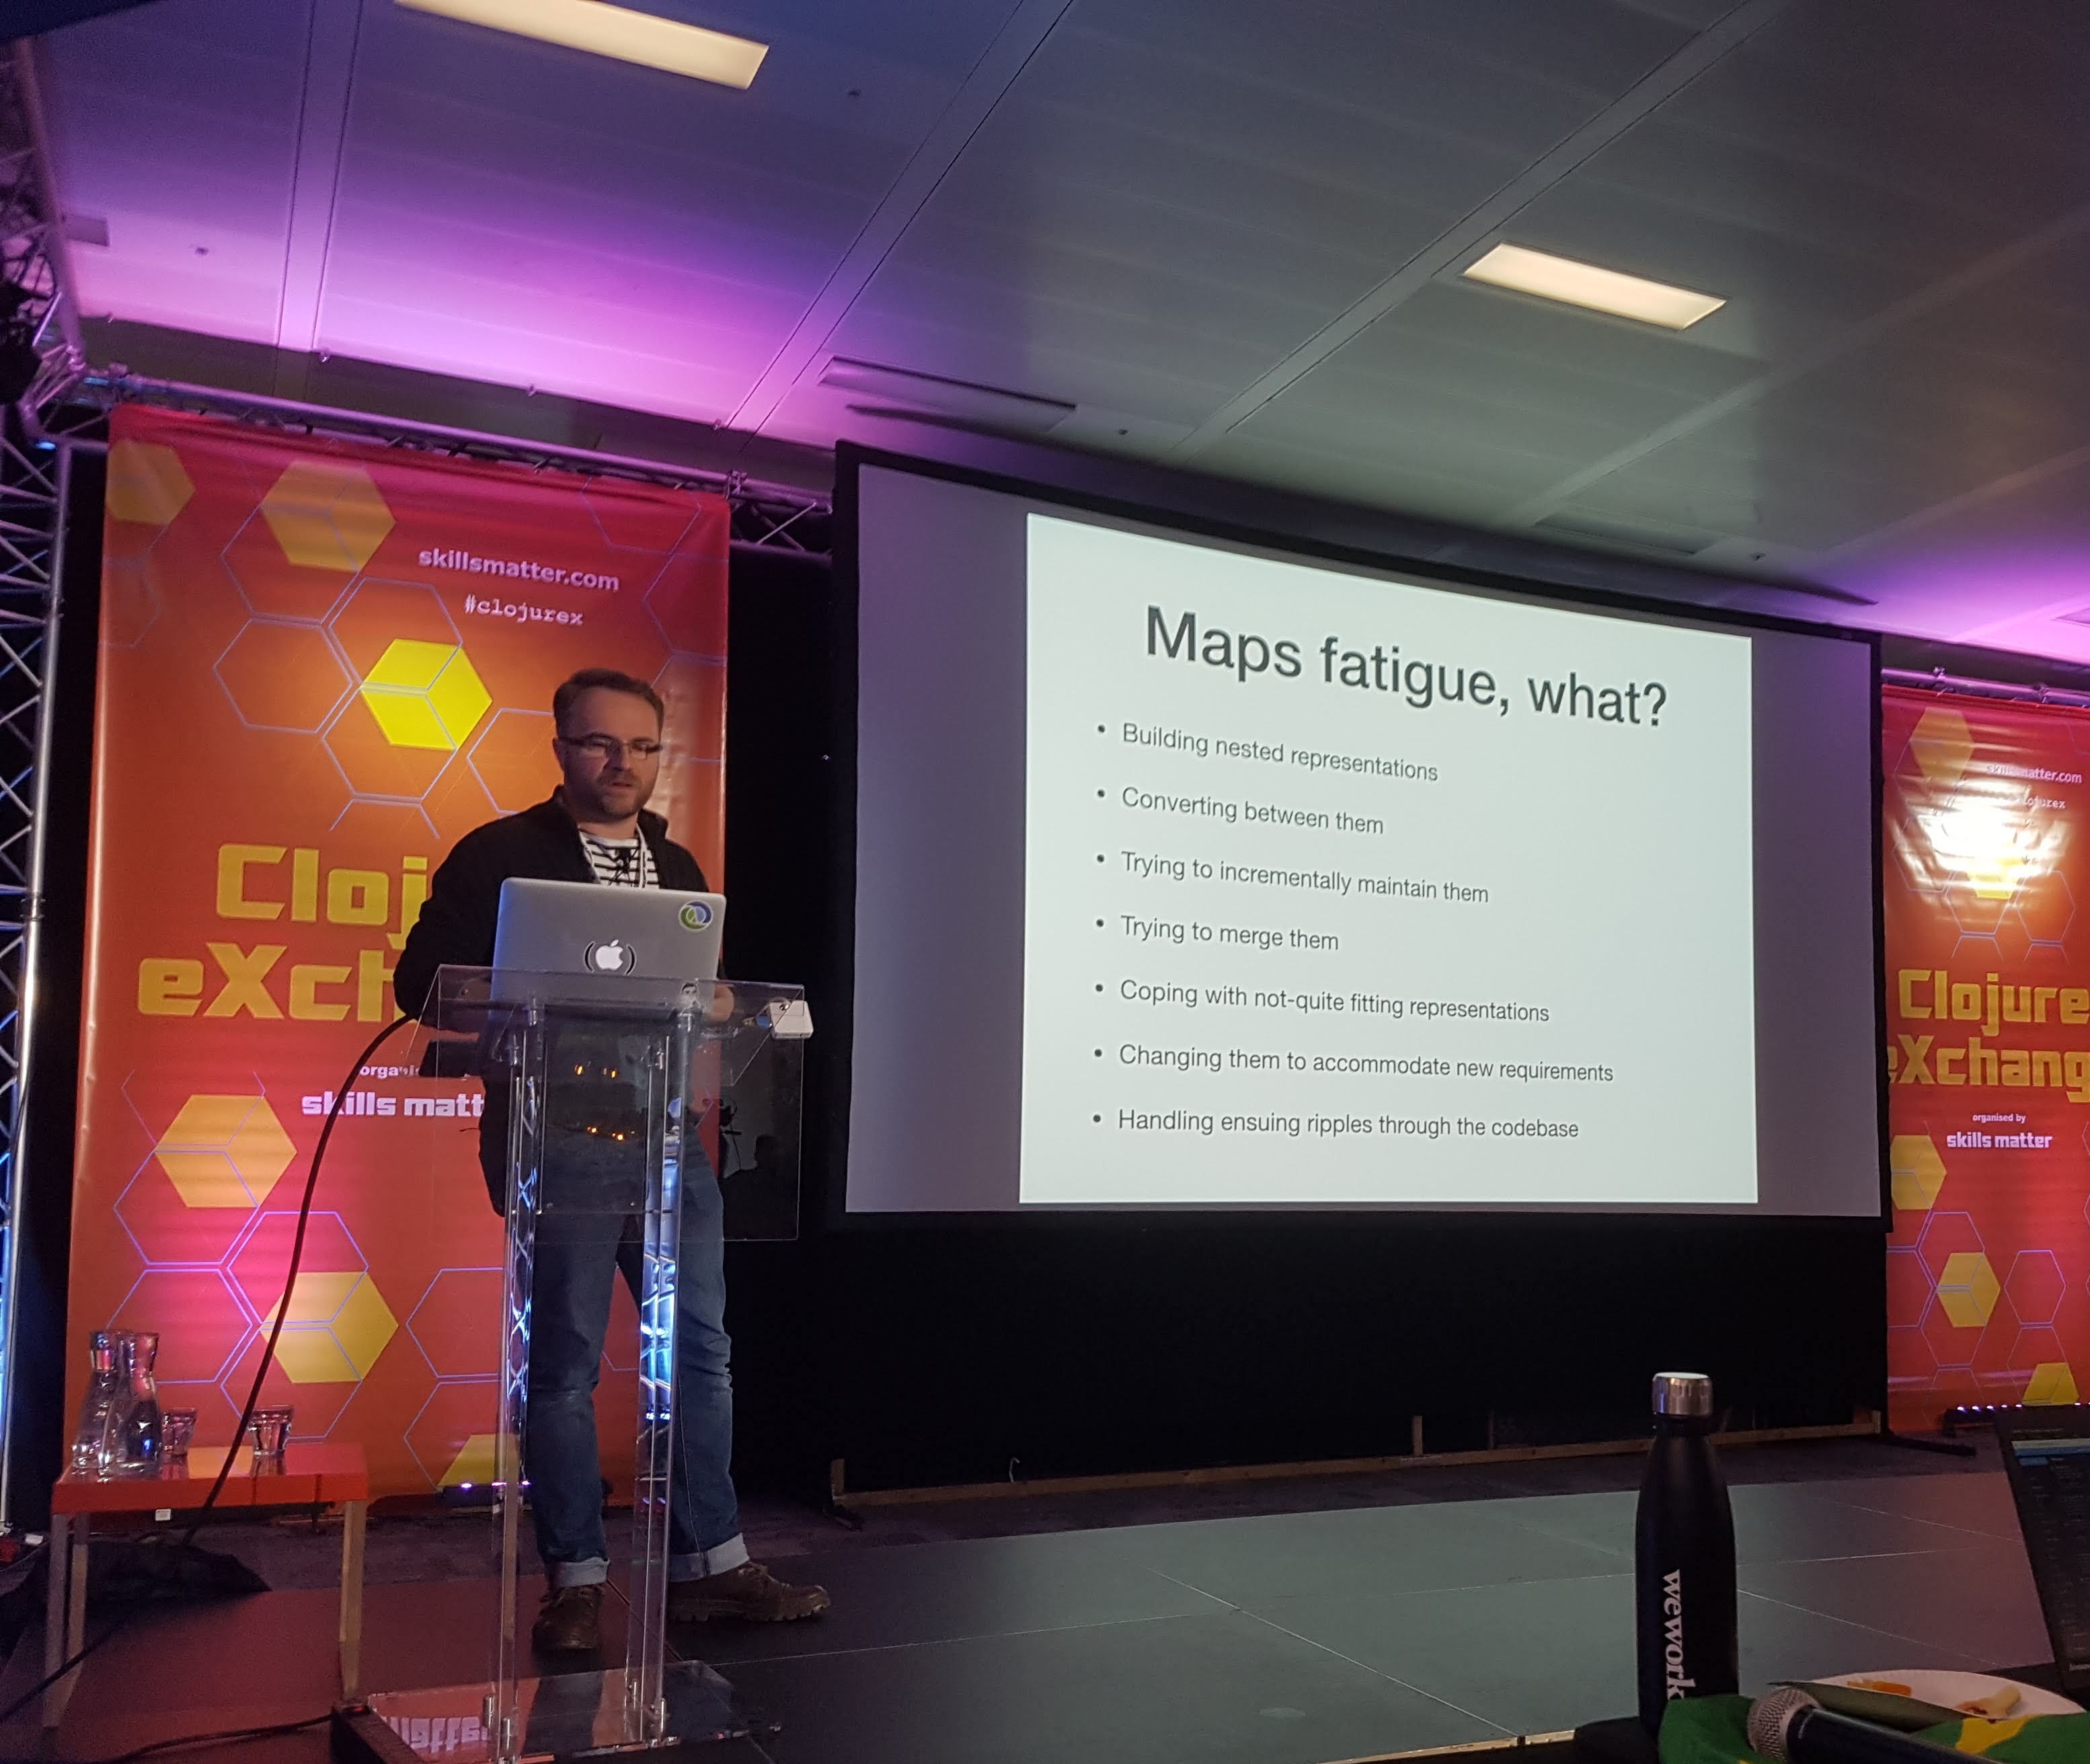 skillsmatter.com
#clojurex
Cloj
eXch
skills matt
Maps fatigue, what?
• Building nested representations
• Converting between them
• Trying to incrementally maintain them
• Trying to merge them
• Coping with not-quite fitting representations
• Changing them to accommodate new requirements
• Handling ensuing ripples through the codebase
skillsmatter.com
Clojure
eXchang
organised by
skills matter
wework